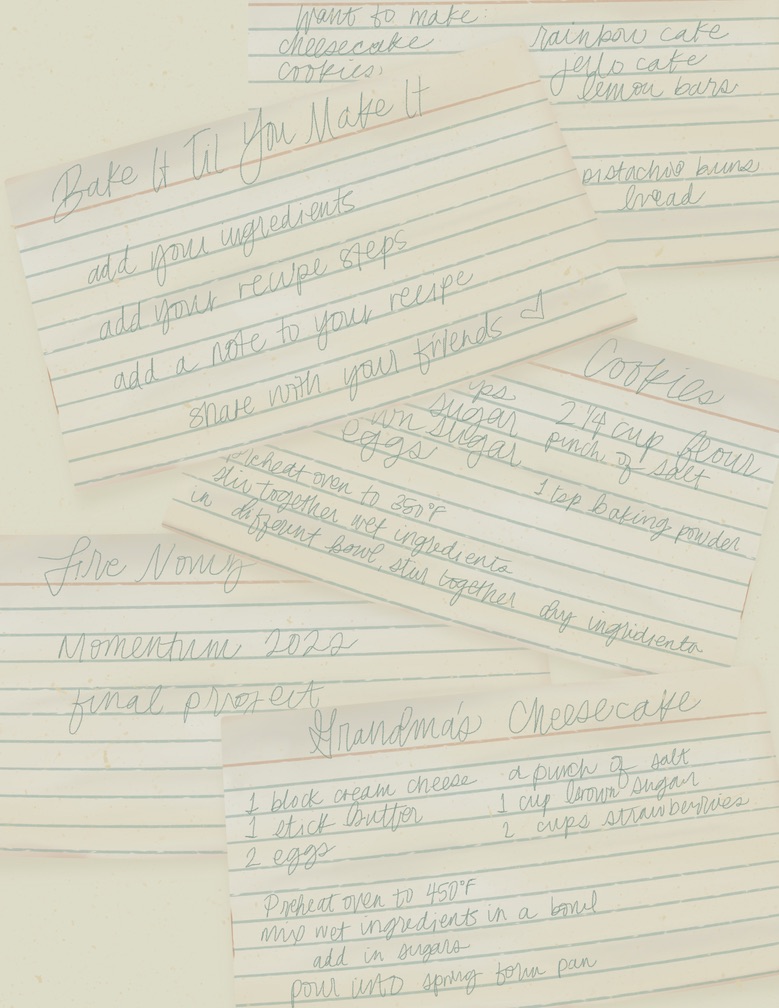 Want to make:
cheesecake
cookies,
rainbow cake
jello cake
lemon bars
pistachio buns
bread
Bake It Til You Make It
add your ingredients
add your recipe steps
add a note to your recipe
share with your friends
Cookies
ps
sugar
own sugar
eggs
2 1/4 cup flour
pinch of salt
1 tsp baking powder
Preheat oven to 350°F
stir together wet ingredients
in different bowl, stir together dry ingredients
Momentum 2022
final project
Grandma's Cheesecake
1 block cream cheese
1 stick butter
2 eggs
a pinch of salt
1 cup brown sugar
2 cups strawberries
Preheat oven to 450°F
mix wet ingredients in a bowl
add in sugars
pour into spring form pan